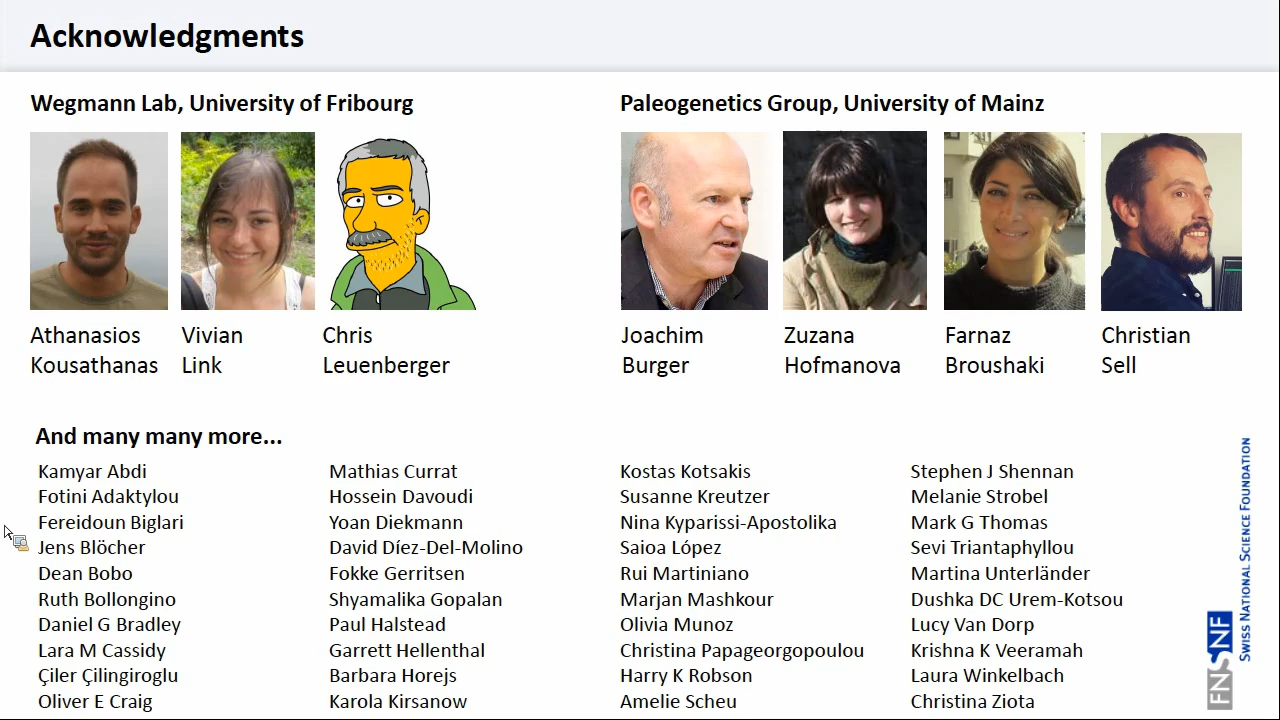 Acknowledgments
Wegmann Lab, University of Fribourg
Athanasios
Kousathanas
Vivian
Link
Chris
Leuenberger
Paleogenetics Group, University of Mainz
Joachim
Burger
Zuzana
Hofmanova
Farnaz
Broushaki
Christian
Sell
And many many more...
Kamyar Abdi
Fotini Adaktylou
Fereidoun Biglari
Jens Blöcher
Dean Bobo
Ruth Bollongino
Daniel G Bradley
Lara M Cassidy
Çiler Çilingiroglu
Oliver E Craig
Mathias Currat
Hossein Davoudi
Yoan Diekmann
David Díez-Del-Molino
Fokke Gerritsen
Shyamalika Gopalan
Paul Halstead
Garrett Hellenthal
Barbara Horejs
Karola Kirsanow
Kostas Kotsakis
Susanne Kreutzer
Nina Kyparissi-Apostolika
Saioa López
Rui Martiniano
Marjan Mashkour
Olivia Munoz
Christina Papageorgopoulou
Harry K Robson
Amelie Scheu
Stephen J Shennan
Melanie Strobel
Mark G Thomas
Sevi Triantaphyllou
Martina Unterländer
Dushka DC Urem-Kotsou
Lucy Van Dorp
Krishna K Veeramah
Laura Winkelbach
Christina Ziota
FNSNF
SWISS NATIONAL SCIENCE FOUNDATION